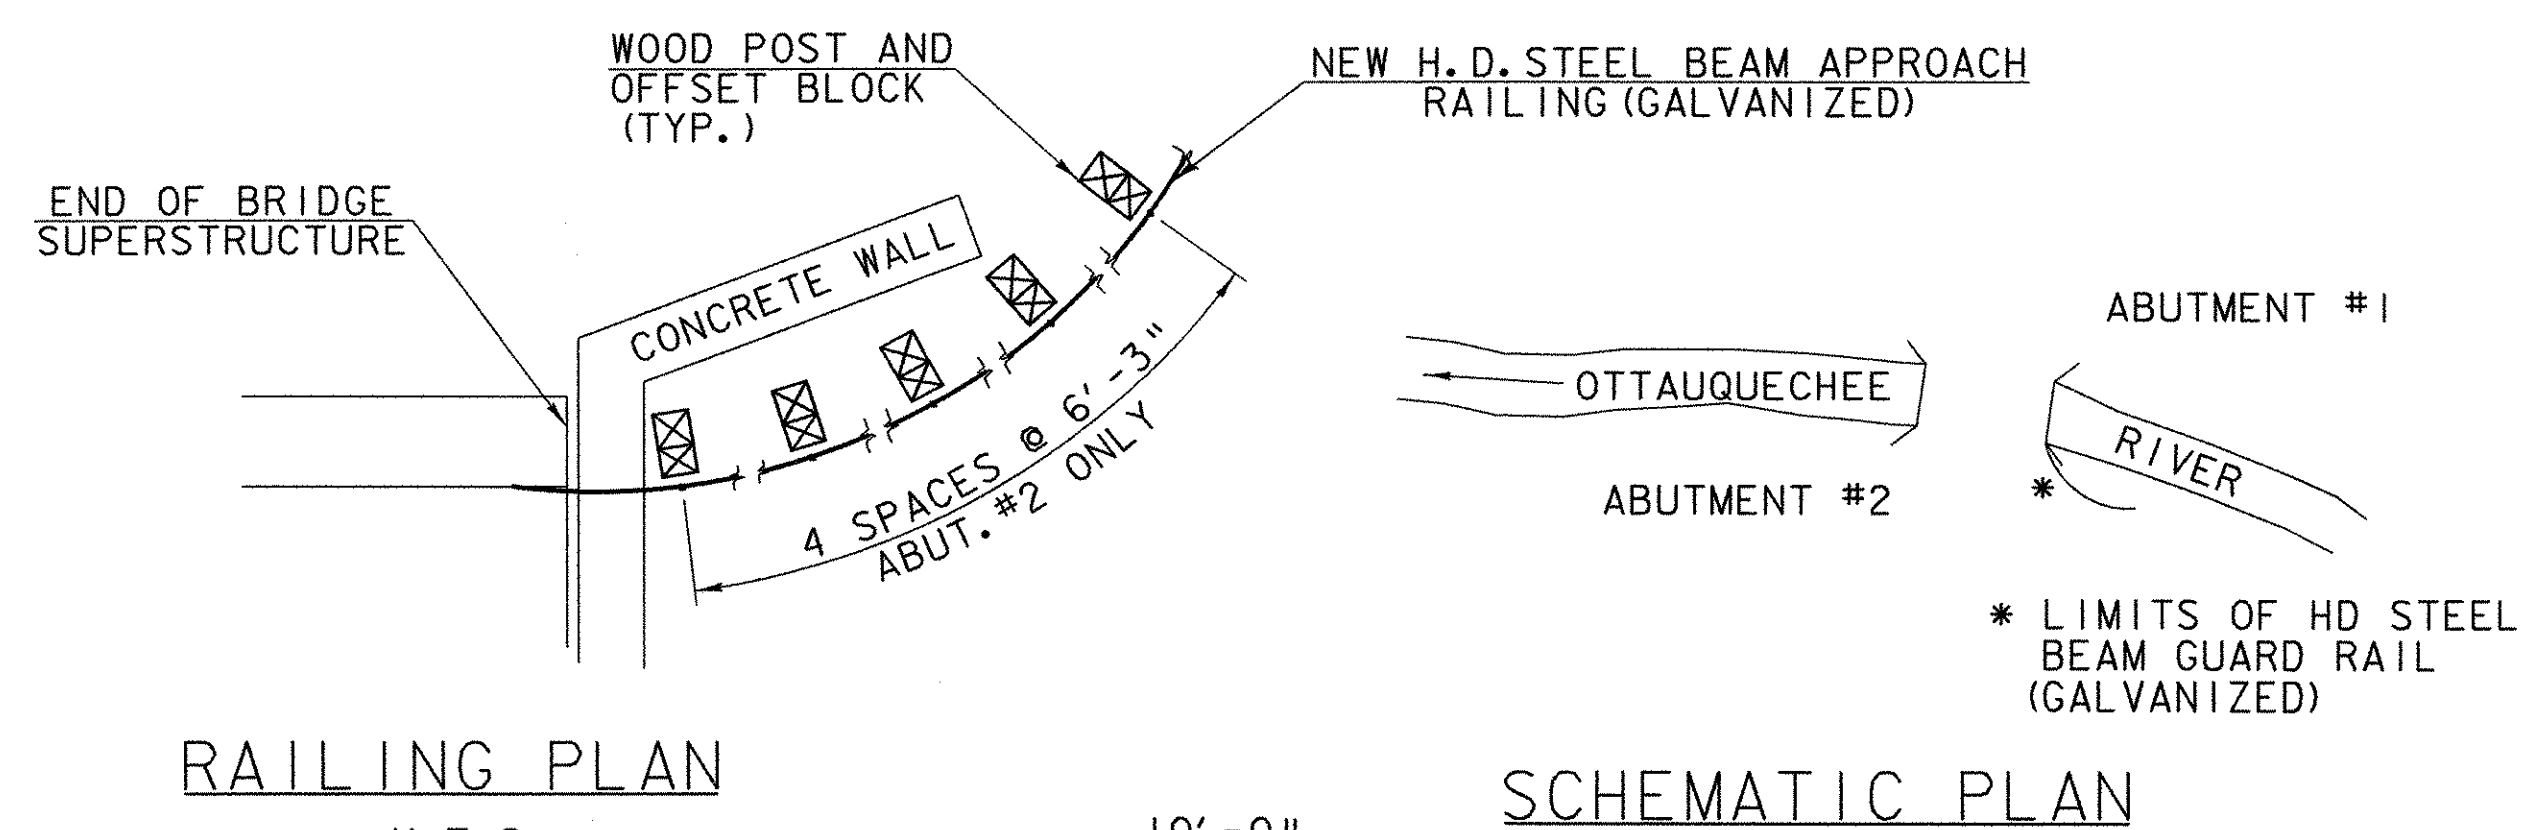 WOOD POST AND
OFFSET BLOCK
(TYP.)
NEW H.D. STEEL BEAM APPROACH
RAILING (GALVANIZED)
END OF BRIDGE
SUPERSTRUCTURE
CONCRETE WALL
4 SPACES @ 6'-3"
ABUT. #2 ONLY
RAILING PLAN
ABUTMENT #1
OTTAUQUECHEE
RIVER
ABUTMENT #2
*
* LIMITS OF HD STEEL
BEAM GUARD RAIL
(GALVANIZED)
SCHEMATIC PLAN